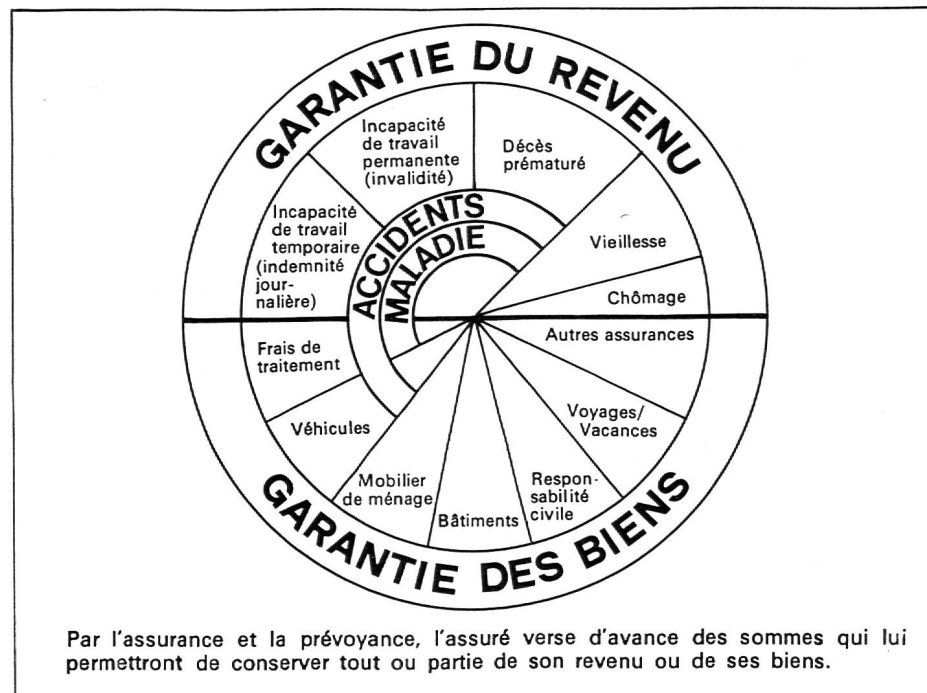 GARANTIE DU REVENU
Incapacité
de travail
permanente
(invalidité)
Décès
prématuré
Incapacité
de travail
temporaire
(indemnité
jour-
nalière)
ACCIDENTS
MALADIE
Vieillesse
Chômage
Frais de
traitement
Autres assurances
Véhicules
Voyages/
Vacances
Mobilier
de ménage
Bâtiments
Respon-
sabilité
civile
GARANTIE DES BIENS
Par l'assurance et la prévoyance, l'assuré verse d'avance des sommes qui lui
permettront de conserver tout ou partie de son revenu ou de ses biens.